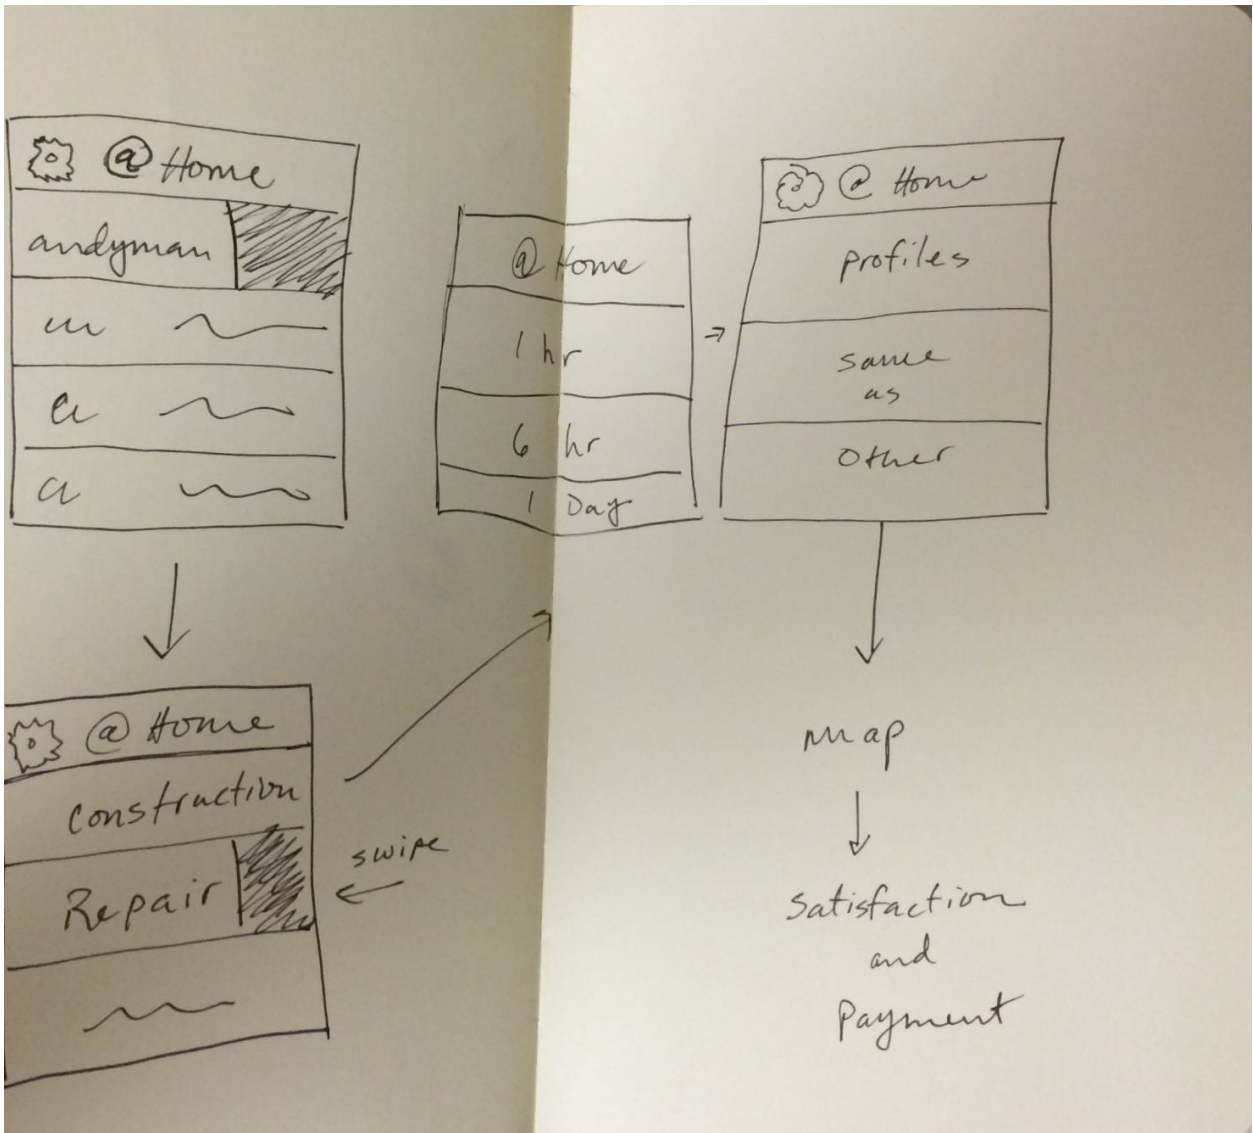 @ Home
andyman
@ Home
Construction
Repair
swipe
@ Home
1 hr
6 hr
1 Day
@ Home
profiles
same
as
other
map
Satisfaction
and
Payment